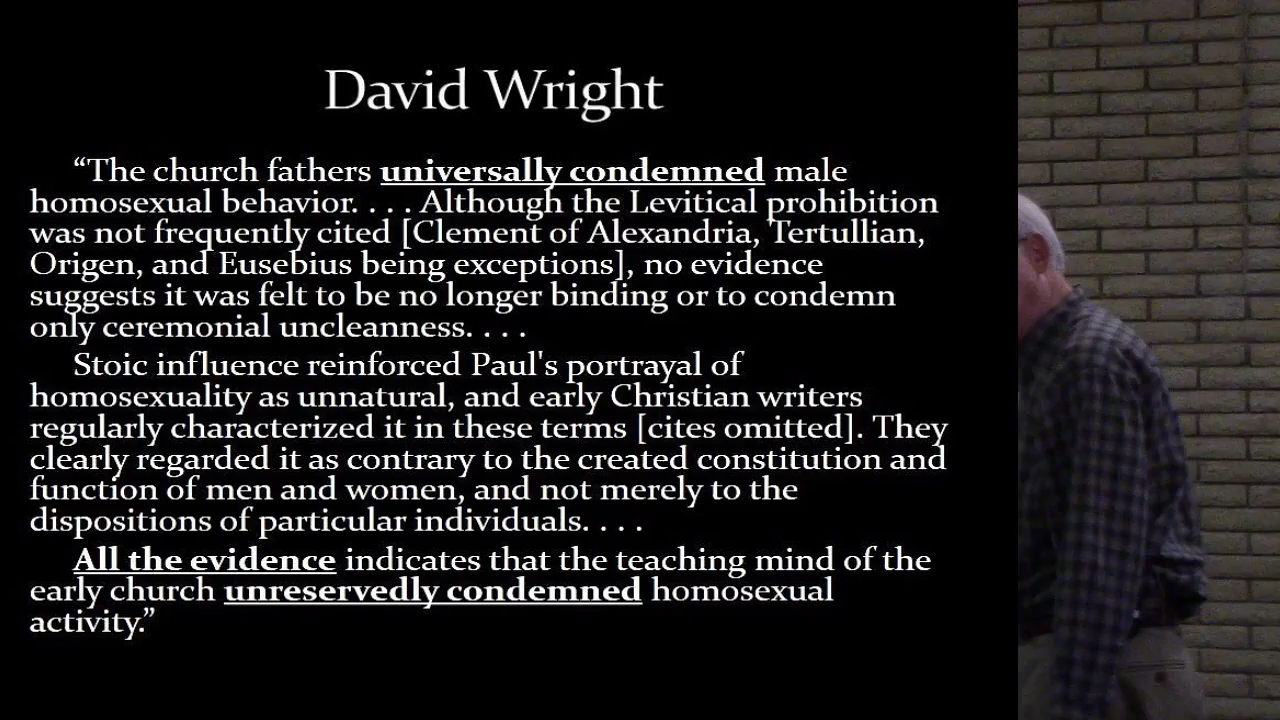 David Wright
“The church fathers universally condemned male
homosexual behavior. . . . Although the Levitical prohibition
was not frequently cited [Clement of Alexandria, Tertullian,
Origen, and Eusebius being exceptions], no evidence
suggests it was felt to be no longer binding or to condemn
only ceremonial uncleanness. . . .
Stoic influence reinforced Paul's portrayal of
homosexuality as unnatural, and early Christian writers
regularly characterized it in these terms [cites omitted]. They
clearly regarded it as contrary to the created constitution and
function of men and women, and not merely to the
dispositions of particular individuals. . . .
All the evidence indicates that the teaching mind of the
early church unreservedly condemned homosexual
activity.”